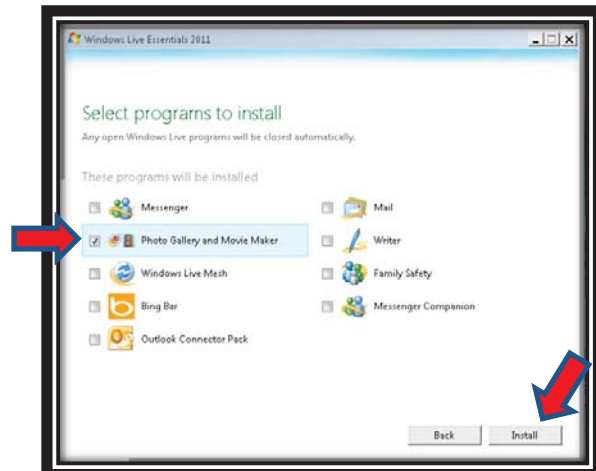 Windows Live Essentials 2011
Select programs to install
Any open Windows Live programs will be closed automatically.
These programs will be installed
Messenger
Mail
Photo Gallery and Movie Maker
Writer
Windows Live Mesh
Family Safety
Bing Bar
Messenger Companion
Outlook Connector Pack
Back
Install